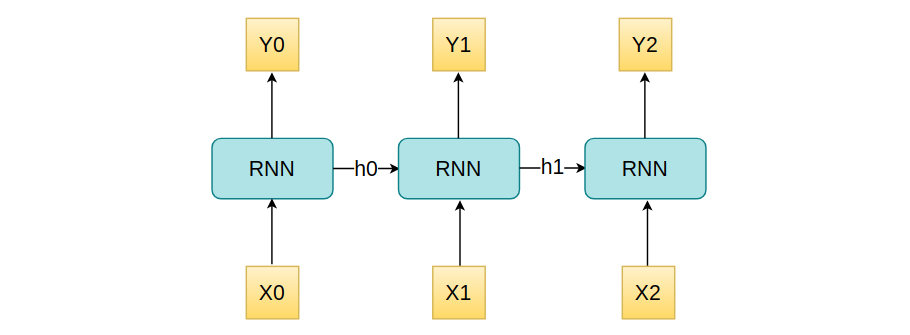 Y0 Y1 Y2
RNN h0 RNN h1 RNN
X0 X1 X2